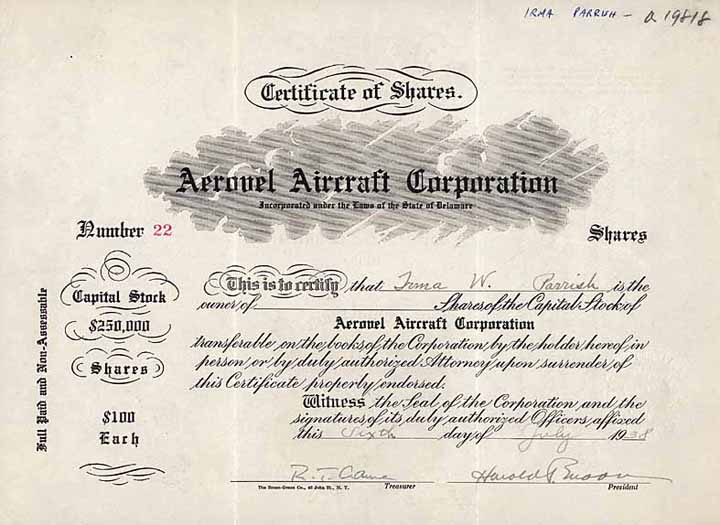 IRMA PARRISH - a 19818
Certificate of Shares.
Aerovel Aircraft Corporation
Incorporated under the Laws of the State of Delaware
Number 22
Shares
Full Paid and Non-Assessable
Capital Stock
$250,000
Shares
$100
Each
This is to certify that Irma W. Parrish is the
owner of Shares of the Capital Stock of
Aerovel Aircraft Corporation
transferable on the books of the Corporation by the holder hereof in
person or by duly authorized Attorney upon surrender of
this Certificate properly endorsed.
Witness the Seal of the Corporation and the
signatures of its duly authorized Officers, affixed
this Sixth day of July 1938
R. T. Harold
Treasurer
President